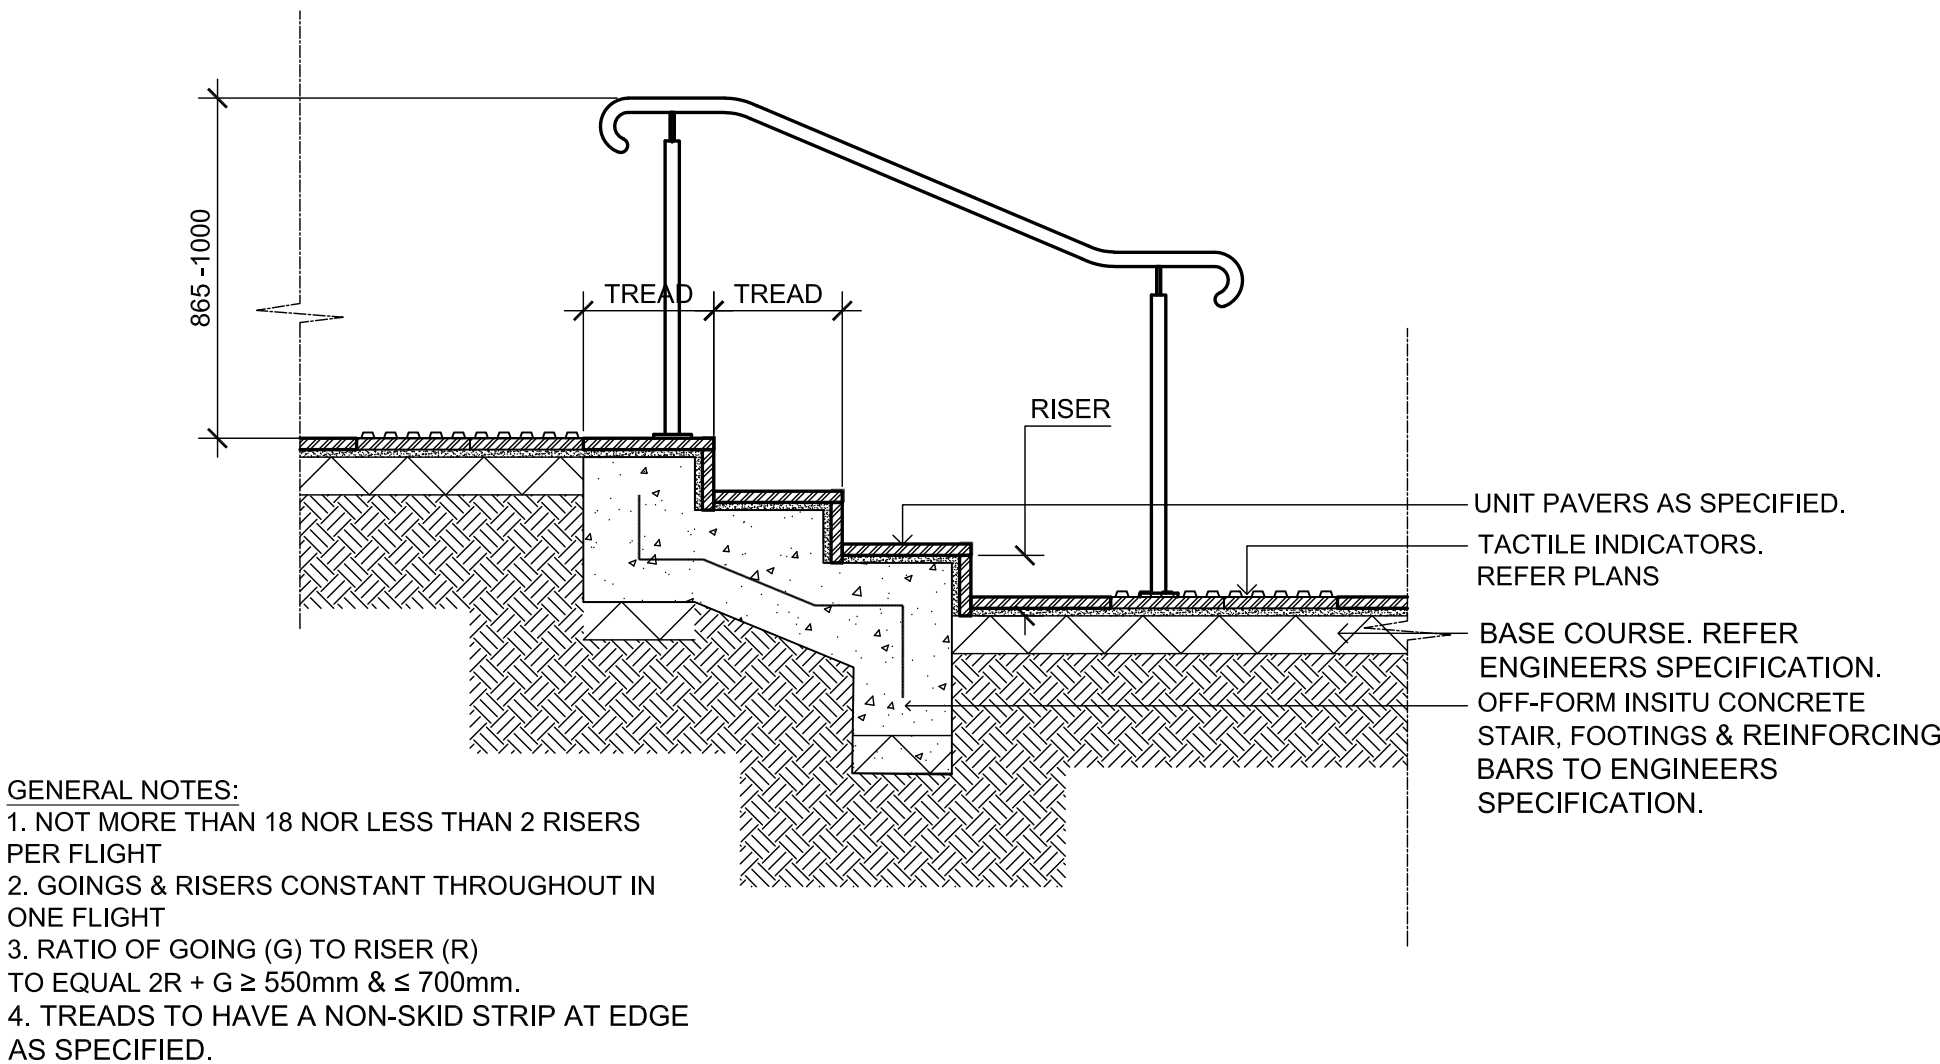 865 -1000
TREAD
TREAD
RISER
UNIT PAVERS AS SPECIFIED.
TACTILE INDICATORS.
REFER PLANS
BASE COURSE. REFER
ENGINEERS SPECIFICATION.
OFF-FORM INSITU CONCRETE
STAIR, FOOTINGS & REINFORCING
BARS TO ENGINEERS
SPECIFICATION.
GENERAL NOTES:
1. NOT MORE THAN 18 NOR LESS THAN 2 RISERS
PER FLIGHT
2. GOINGS & RISERS CONSTANT THROUGHOUT IN
ONE FLIGHT
3. RATIO OF GOING (G) TO RISER (R)
TO EQUAL 2R + G ≥ 550mm & ≤ 700mm.
4. TREADS TO HAVE A NON-SKID STRIP AT EDGE
AS SPECIFIED.